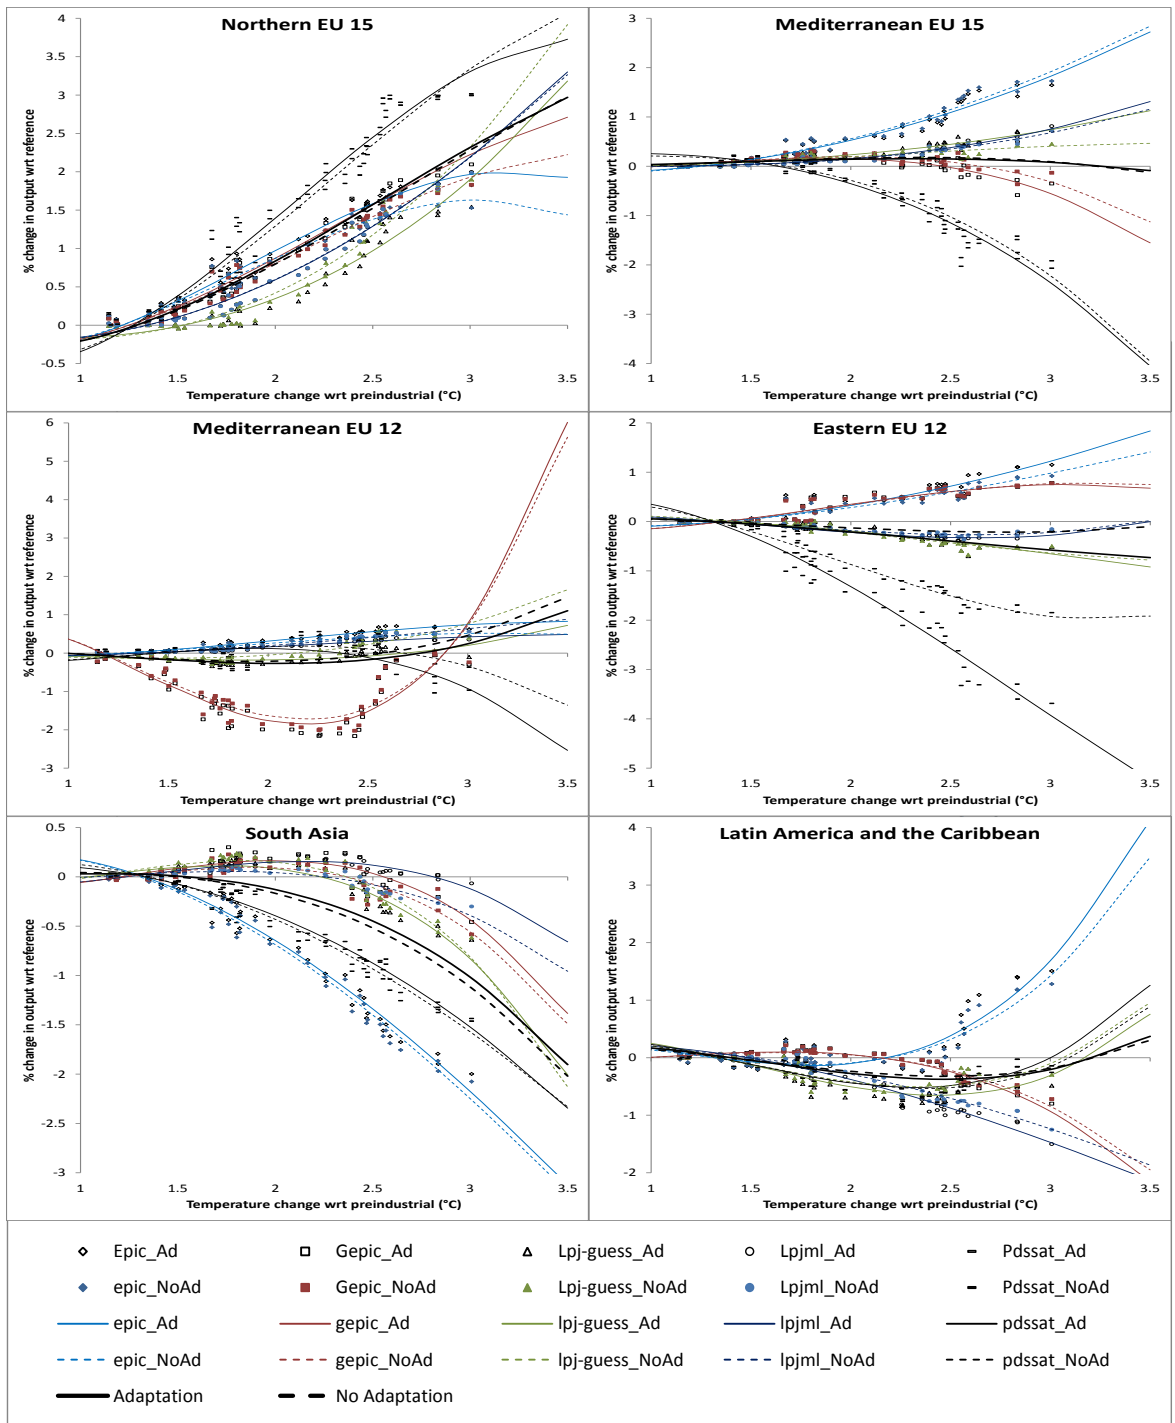 Northern EU 15
% change in output wrt reference
4
3.5
3
2.5
2
1.5
1
0.5
0
-0.5
1 1.5 2 2.5 3 3.5
Temperature change wrt preindustrial (°C)
Mediterranean EU 15
% change in output wrt reference
3
2
1
0
-1
-2
-3
-4
1 1.5 2 2.5 3 3.5
Temperature change wrt preindustrial (°C)
Mediterranean EU 12
% change in output wrt reference
6
5
4
3
2
1
0
-1
-2
-3
1 1.5 2 2.5 3 3.5
Temperature change wrt preindustrial (°C)
Eastern EU 12
% change in output wrt reference
2
1
0
-1
-2
-3
-4
-5
1 1.5 2 2.5 3 3.5
Temperature change wrt preindustrial (°C)
South Asia
% change in output wrt reference
0.5
0
-0.5
-1
-1.5
-2
-2.5
-3
1 1.5 2 2.5 3 3.5
Temperature change wrt preindustrial (°C)
Latin America and the Caribbean
% change in output wrt reference
4
3
2
1
0
-1
-2
1 1.5 2 2.5 3 3.5
Temperature change wrt preindustrial (°C)
Epic_Ad Gepic_Ad Lpj-guess_Ad Lpjml_Ad Pdssat_Ad
epic_NoAd Gepic_NoAd Lpj-guess_NoAd Lpjml_NoAd Pdssat_NoAd
epic_Ad gepic_Ad lpj-guess_Ad lpjml_Ad pdssat_Ad
epic_NoAd gepic_NoAd lpj-guess_NoAd lpjml_NoAd pdssat_NoAd
Adaptation No Adaptation